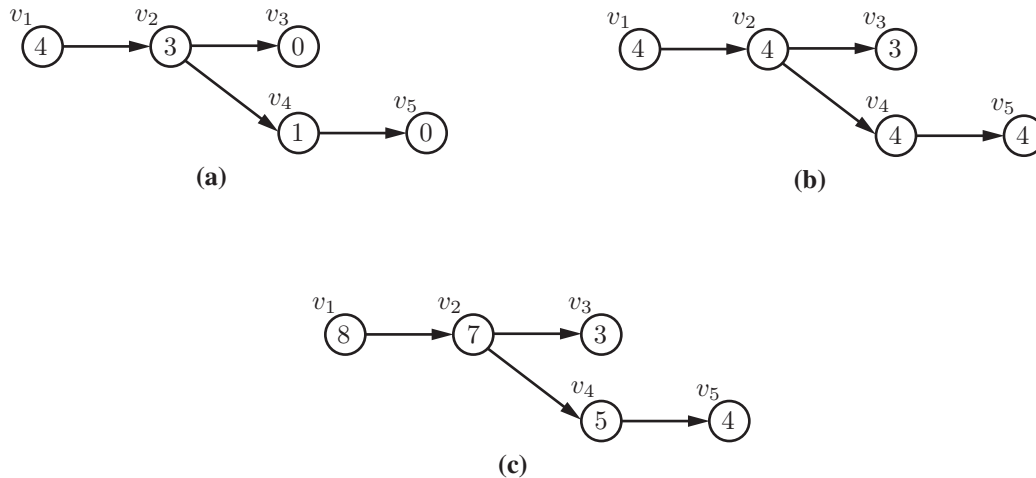 v₁ v₂ v₃
4 3 0
v₄ v₅
1 0
(a)
v₁ v₂ v₃
4 4 3
v₄ v₅
4 4
(b)
v₁ v₂ v₃
8 7 3
v₄ v₅
5 4
(c)